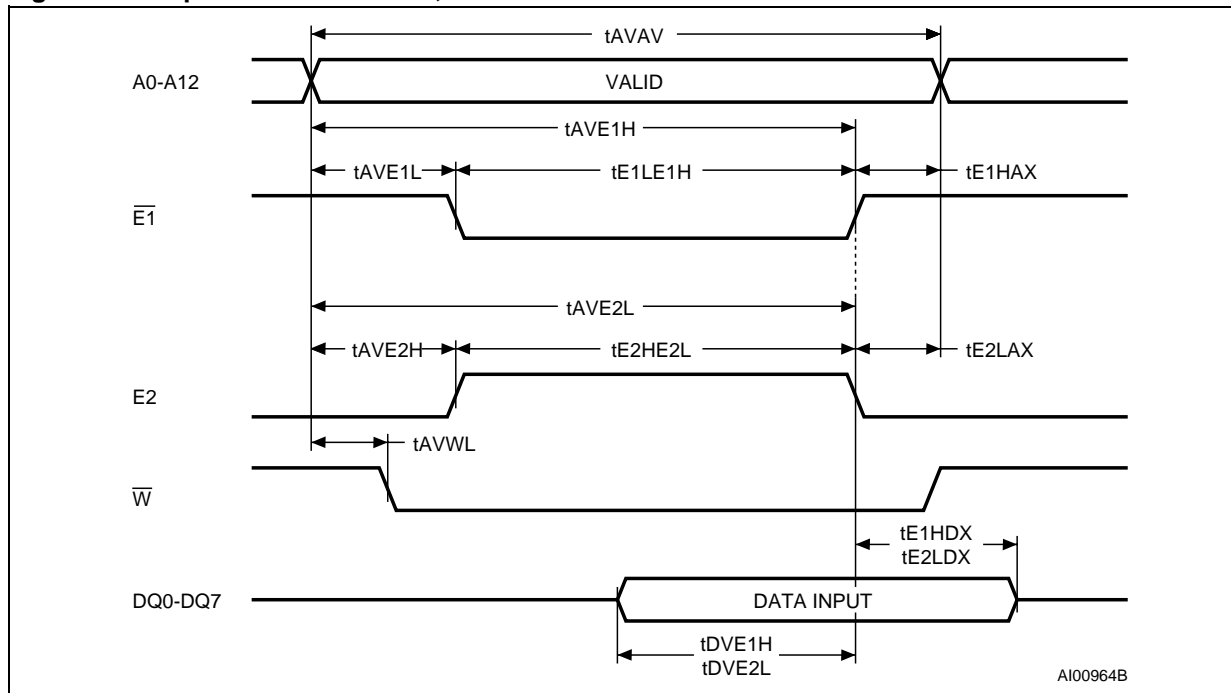 tAVAV
A0-A12
VALID
tAVE1H
tAVE1L
tE1LE1H
tE1HAX
E1
tAVE2L
tAVE2H
tE2HE2L
tE2LAX
E2
tAVWL
W
tE1HDX
tE2LDX
DQ0-DQ7
DATA INPUT
tDVE1H
tDVE2L
AI00964B